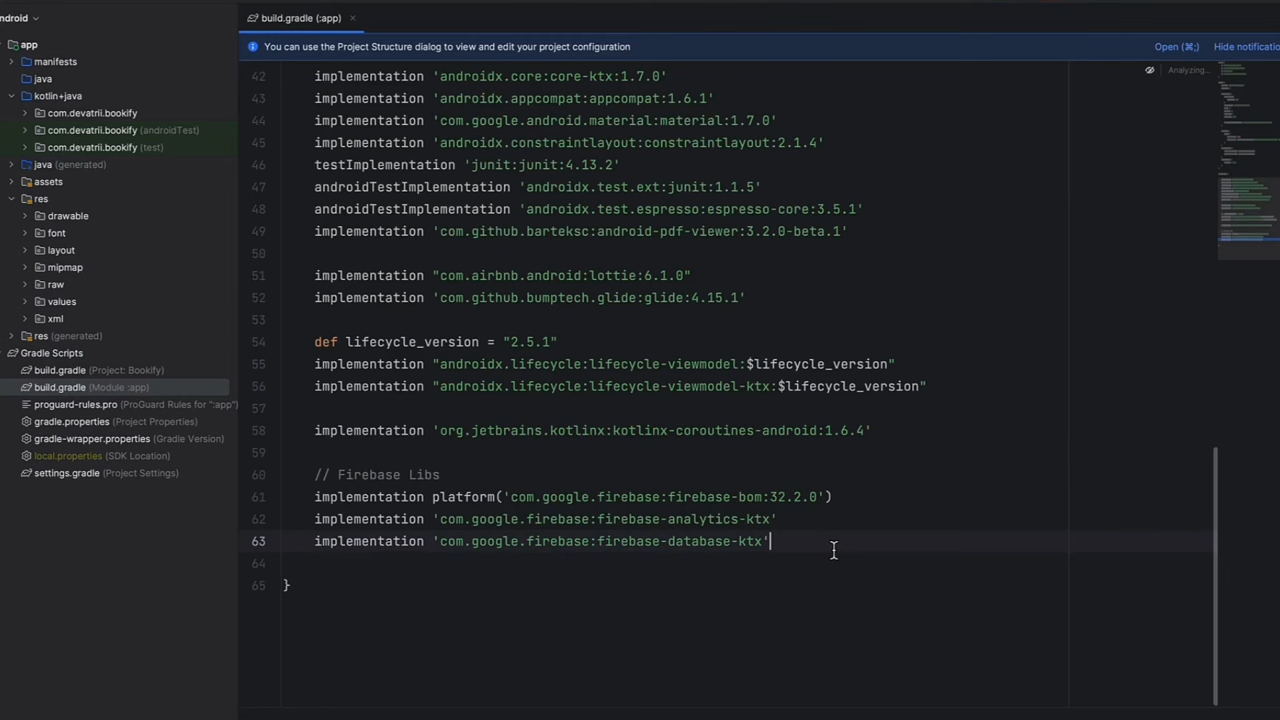 ndroid
build.gradle (:app)
You can use the Project Structure dialog to view and edit your project configuration
Open (⌘;)
Hide notificatio
app
manifests
java
kotlin+java
com.devatrii.bookify
com.devatrii.bookify (androidTest)
com.devatrii.bookify (test)
java (generated)
assets
res
drawable
font
layout
mipmap
raw
values
xml
res (generated)
Gradle Scripts
build.gradle (Project: Bookify)
build.gradle (Module :app)
proguard-rules.pro (ProGuard Rules for ":app")
gradle.properties (Project Properties)
gradle-wrapper.properties (Gradle Version)
local.properties (SDK Location)
settings.gradle (Project Settings)
Analyzing...
42 implementation 'androidx.core:core-ktx:1.7.0'
43 implementation 'androidx.appcompat:appcompat:1.6.1'
44 implementation 'com.google.android.material:material:1.7.0'
45 implementation 'androidx.constraintlayout:constraintlayout:2.1.4'
46 testImplementation 'junit:junit:4.13.2'
47 androidTestImplementation 'androidx.test.ext:junit:1.1.5'
48 androidTestImplementation 'androidx.test.espresso:espresso-core:3.5.1'
49 implementation 'com.github.barteksc:android-pdf-viewer:3.2.0-beta.1'
50
51 implementation "com.airbnb.android:lottie:6.1.0"
52 implementation 'com.github.bumptech.glide:glide:4.15.1'
53
54 def lifecycle_version = "2.5.1"
55 implementation "androidx.lifecycle:lifecycle-viewmodel:$lifecycle_version"
56 implementation "androidx.lifecycle:lifecycle-viewmodel-ktx:$lifecycle_version"
57
58 implementation 'org.jetbrains.kotlinx:kotlinx-coroutines-android:1.6.4'
59
60 // Firebase Libs
61 implementation platform('com.google.firebase:firebase-bom:32.2.0')
62 implementation 'com.google.firebase:firebase-analytics-ktx'
63 implementation 'com.google.firebase:firebase-database-ktx'
64
65 }